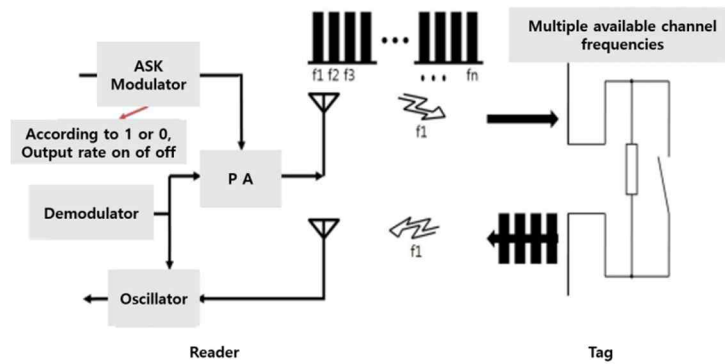 ASK
Modulator
According to 1 or 0,
Output rate on of off
P A
Demodulator
Oscillator
f1 f2 f3
fn
f1
f1
Multiple available channel
frequencies
Reader
Tag